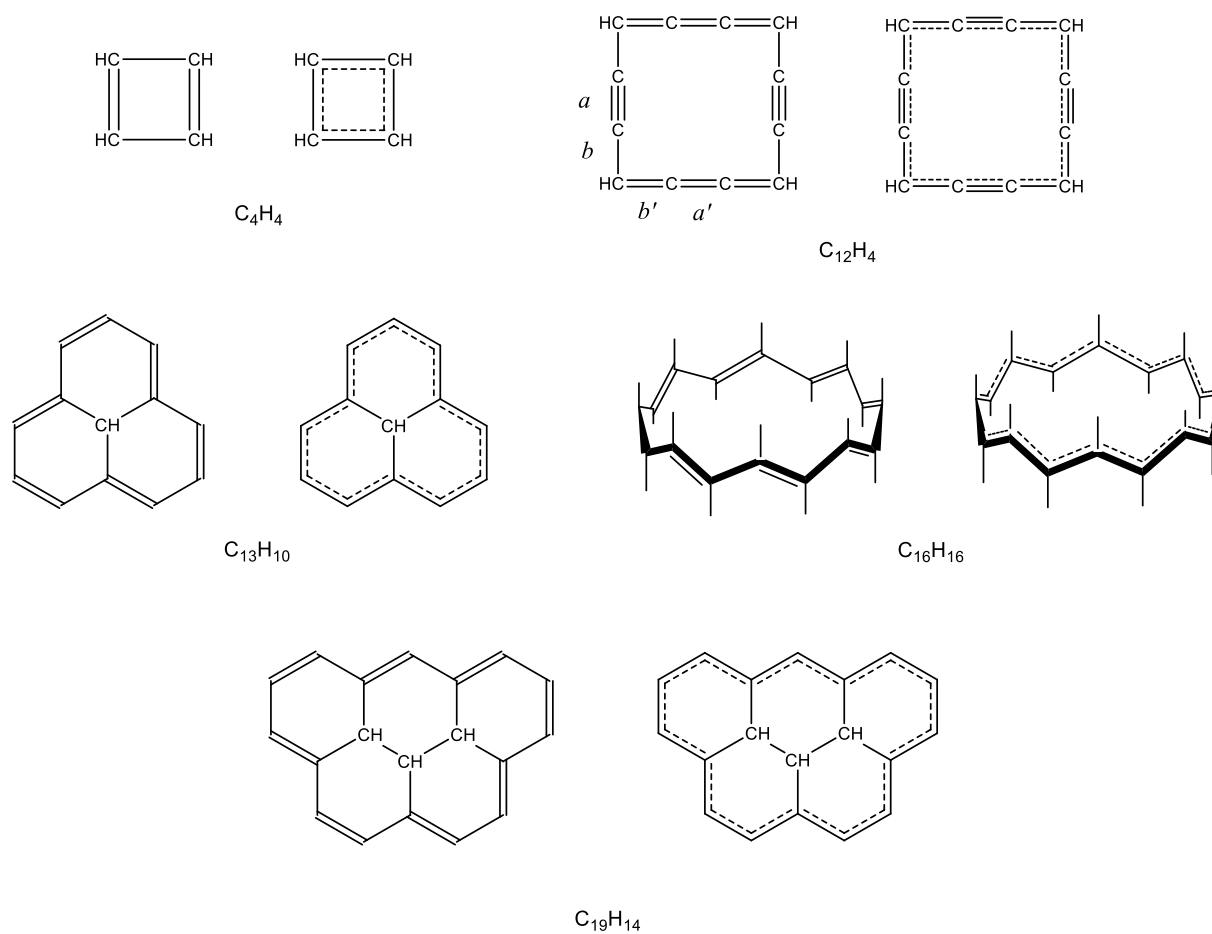 HC CH HC CH
HC CH HC CH
C₄H₄
HC C C CH HC C C CH
C C C C
a
C C C C
b
HC C C CH HC C C CH
b′ a′
C₁₂H₄
CH CH
C₁₃H₁₀
C₁₆H₁₆
CH CH CH CH
CH CH
C₁₉H₁₄